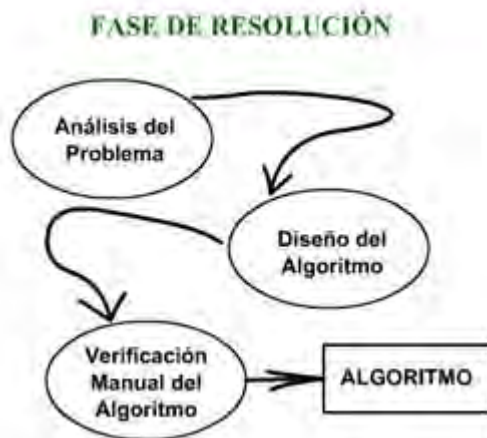 FASE DE RESOLUCIÓN
Análisis del
Problema
Diseño del
Algoritmo
Verificación
Manual del
Algoritmo
ALGORITMO